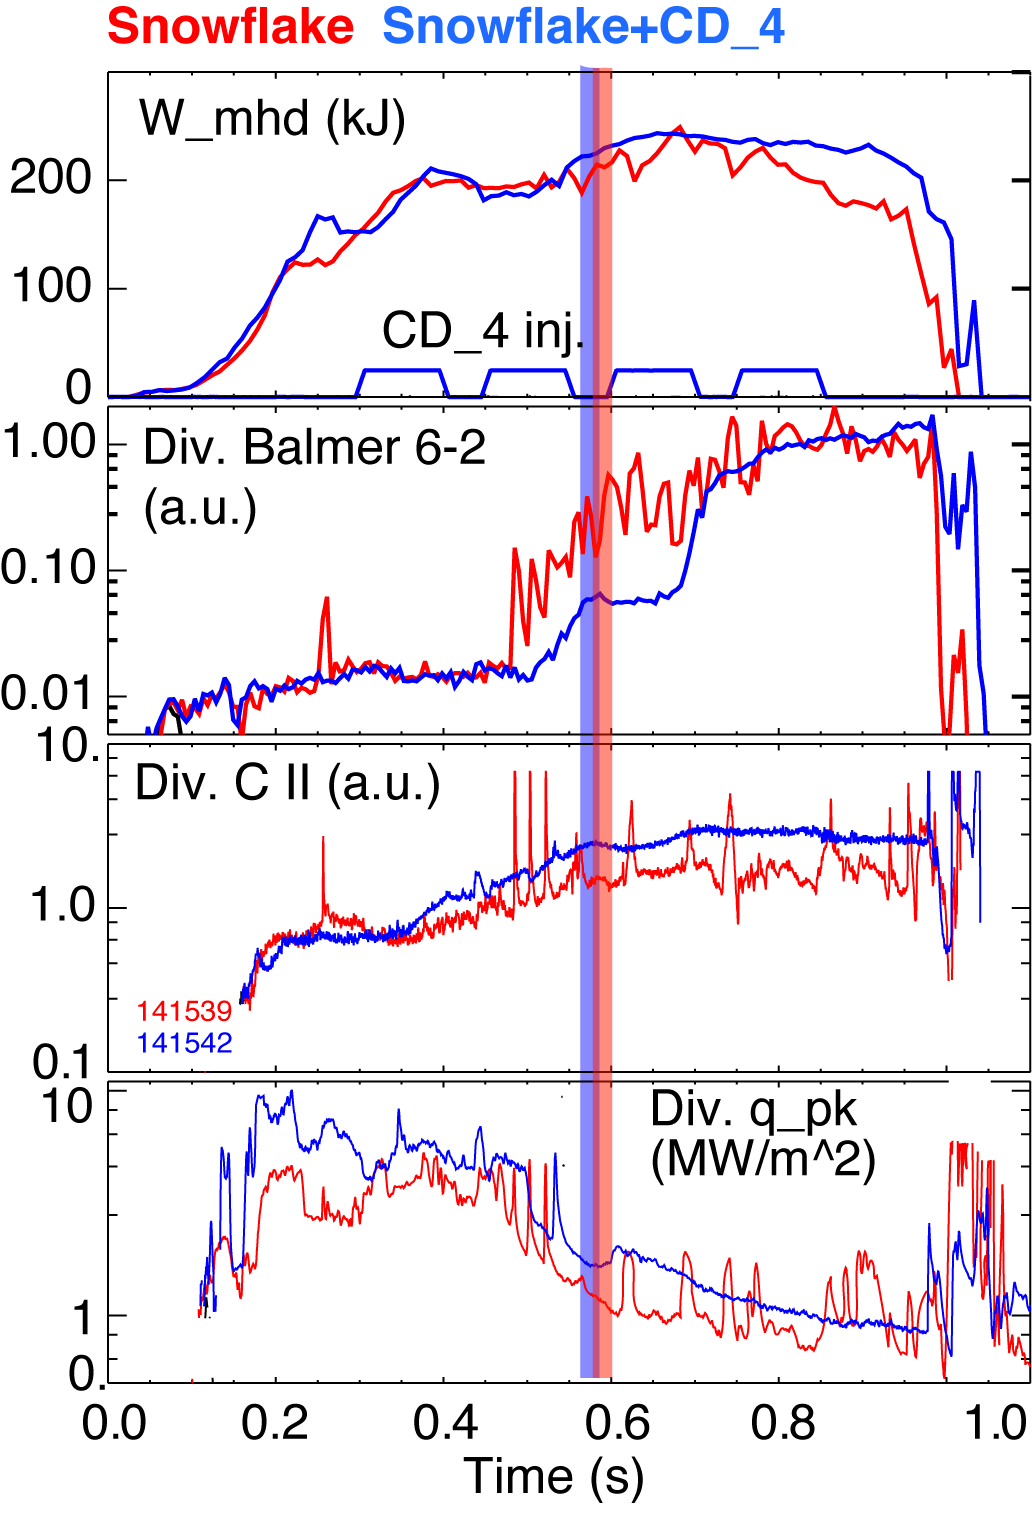 Snowflake Snowflake+CD_4
W_mhd (kJ)
200
100
CD_4 inj.
0
1.00
Div. Balmer 6-2
(a.u.)
0.10
0.01
10
10.
Div. C II (a.u.)
1.0
141539
141542
0.1
10
Div. q_pk
(MW/m^2)
1
0.
0.0 0.2 0.4 0.6 0.8 1.0
Time (s)